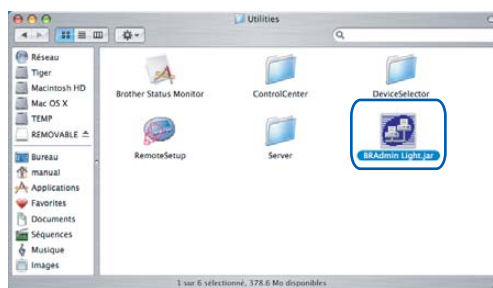 Utilities
Réseau
Tiger
Macintosh HD
Mac OS X
TEMP
REMOVABLE
Bureau
manual
Applications
Favorites
Documents
Séquences
Musique
Images
Brother Status Monitor
ControlCenter
DeviceSelector
RemoteSetup
Server
BRAdmin Light.jar
1 sur 6 sélectionné, 378.6 Mo disponibles